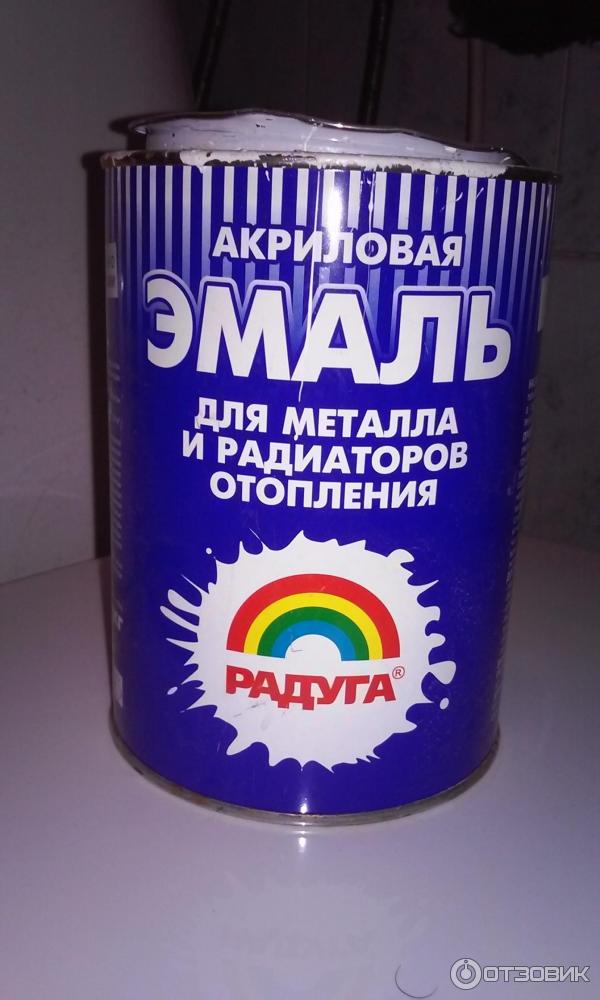 АКРИЛОВАЯ
ЭМАЛЬ
ДЛЯ МЕТАЛЛА
И РАДИАТОРОВ
ОТОПЛЕНИЯ
РАДУГА®
ОТЗОВИК